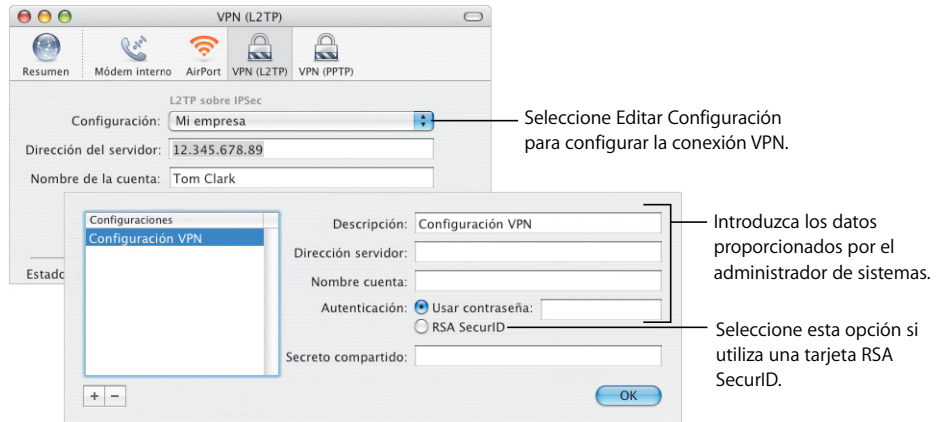 VPN (L2TP)
Resumen
Módem interno
AirPort
VPN (L2TP)
VPN (PPTP)
L2TP sobre IPSec
Configuración: Mi empresa
Dirección del servidor: 12.345.678.89
Nombre de la cuenta: Tom Clark
Estado
Seleccione Editar Configuración
para configurar la conexión VPN.
Configuraciones
Configuración VPN
Descripción: Configuración VPN
Dirección servidor:
Nombre cuenta:
Autenticación: Usar contraseña:
RSA SecurID
Secreto compartido:
+ −
OK
Introduzca los datos
proporcionados por el
administrador de sistemas.
Seleccione esta opción si
utiliza una tarjeta RSA
SecurID.